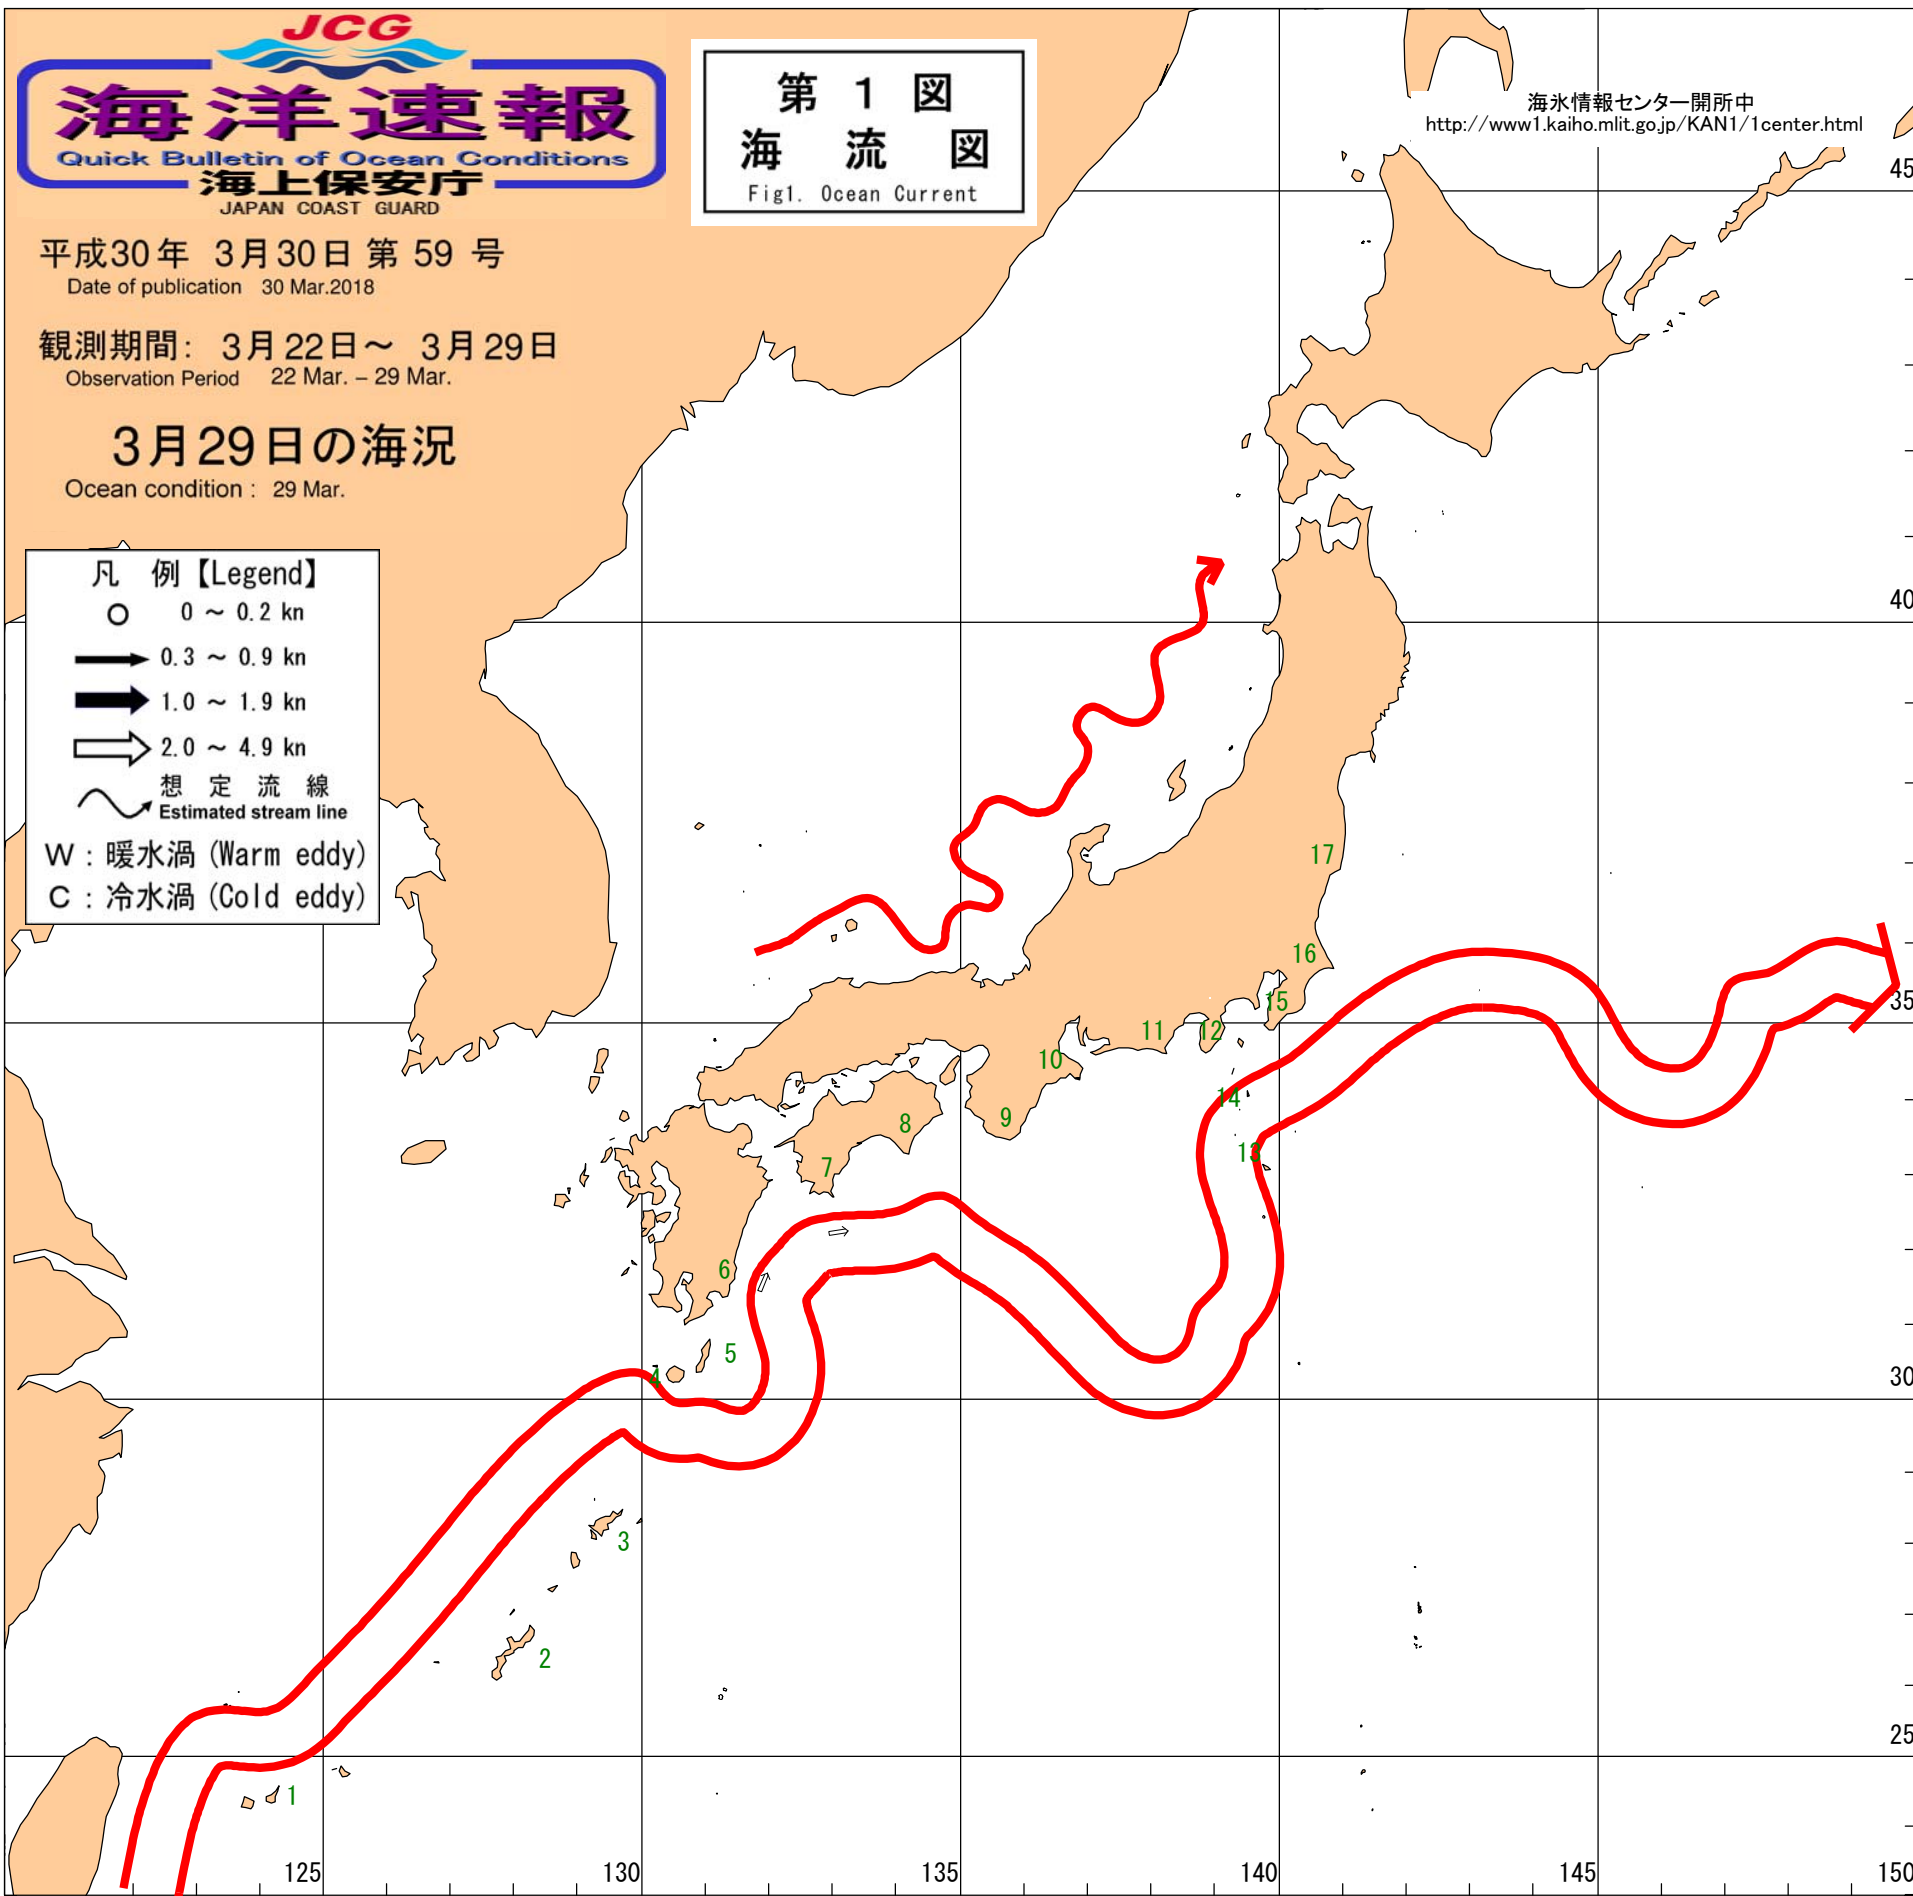 JCG
海洋速報
Quick Bulletin of Ocean Conditions
海上保安庁
JAPAN COAST GUARD
第 1 図
海 流 図
Fig1. Ocean Current
海氷情報センター開所中
http://www1.kaiho.mlit.go.jp/KAN1/1center.html
平成30年 3月30日 第 59 号
Date of publication 30 Mar.2018
観測期間: 3月22日～ 3月29日
Observation Period 22 Mar. – 29 Mar.
3月29日の海況
Ocean condition : 29 Mar.
凡 例【Legend】
0 ～ 0.2 kn
0.3 ～ 0.9 kn
1.0 ～ 1.9 kn
2.0 ～ 4.9 kn
想 定 流 線
Estimated stream line
W : 暖水渦 (Warm eddy)
C : 冷水渦 (Cold eddy)
45
40
17
16
35
15
11
12
10
14
9
8
13
7
6
5
4
30
3
2
25
1
125
130
135
140
145
150